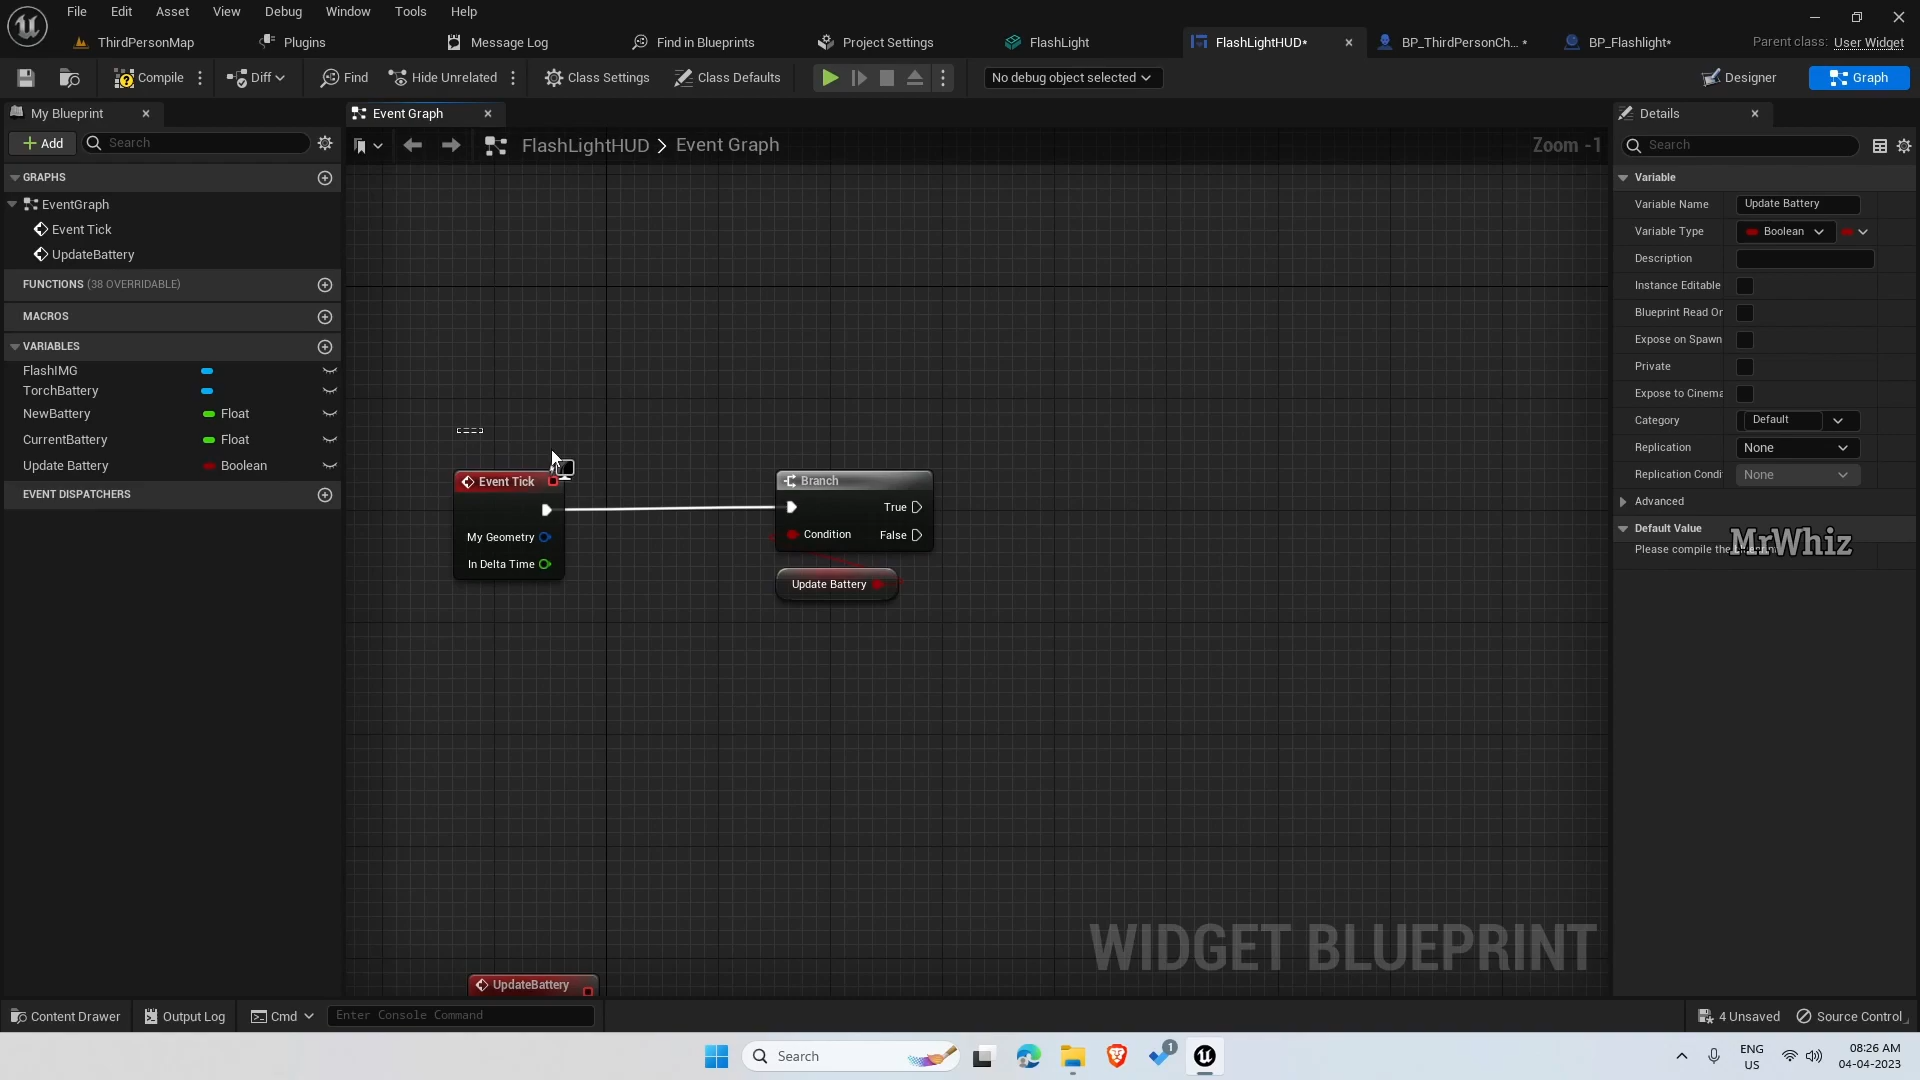 File Edit Asset View Debug Window Tools Help
ThirdPersonMap Plugins Message Log Find in Blueprints Project Settings FlashLight FlashLightHUD* BP_ThirdPersonCh... * BP_Flashlight* Parent class: User Widget
Compile Diff Find Hide Unrelated Class Settings Class Defaults No debug object selected Designer Graph
My Blueprint
Add Search
GRAPHS
EventGraph
Event Tick
UpdateBattery
FUNCTIONS (38 OVERRIDABLE)
MACROS
VARIABLES
FlashIMG
TorchBattery
NewBattery Float
CurrentBattery Float
Update Battery Boolean
EVENT DISPATCHERS
Event Graph
FlashLightHUD > Event Graph Zoom -1
Event Tick
My Geometry
In Delta Time
Branch
True
Condition False
Update Battery
UpdateBattery
WIDGET BLUEPRINT
Details
Search
Variable
Variable Name Update Battery
Variable Type Boolean
Description
Instance Editable
Blueprint Read Or
Expose on Spawn
Private
Expose to Cinema
Category Default
Replication None
Replication Condi None
Advanced
Default Value
Please compile the
MrWhiz
Content Drawer Output Log Cmd Enter Console Command 4 Unsaved Source Control
Search 1 ENG US 08:26 AM 04-04-2023